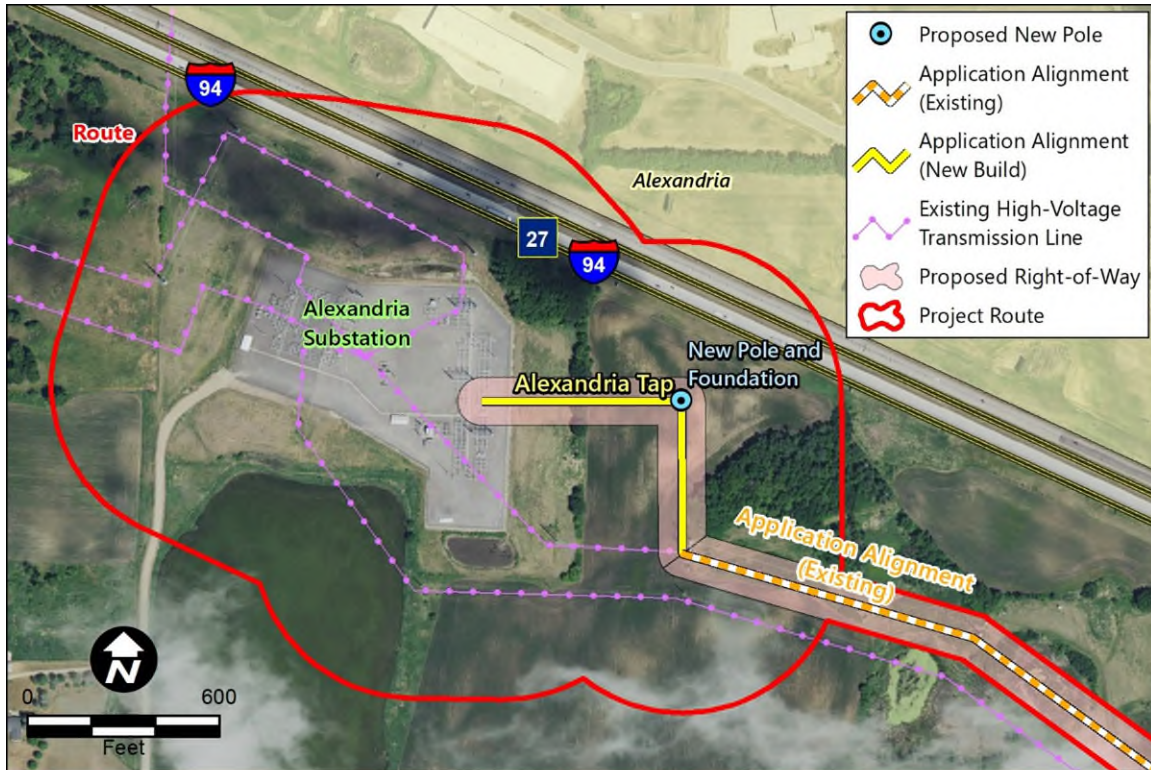 94
Route
Alexandria
27
94
Alexandria
Substation
New Pole and
Foundation
Alexandria Tap
Application Alignment
(Existing)
N
0
600
Feet
Proposed New Pole
Application Alignment
(Existing)
Application Alignment
(New Build)
Existing High-Voltage
Transmission Line
Proposed Right-of-Way
Project Route